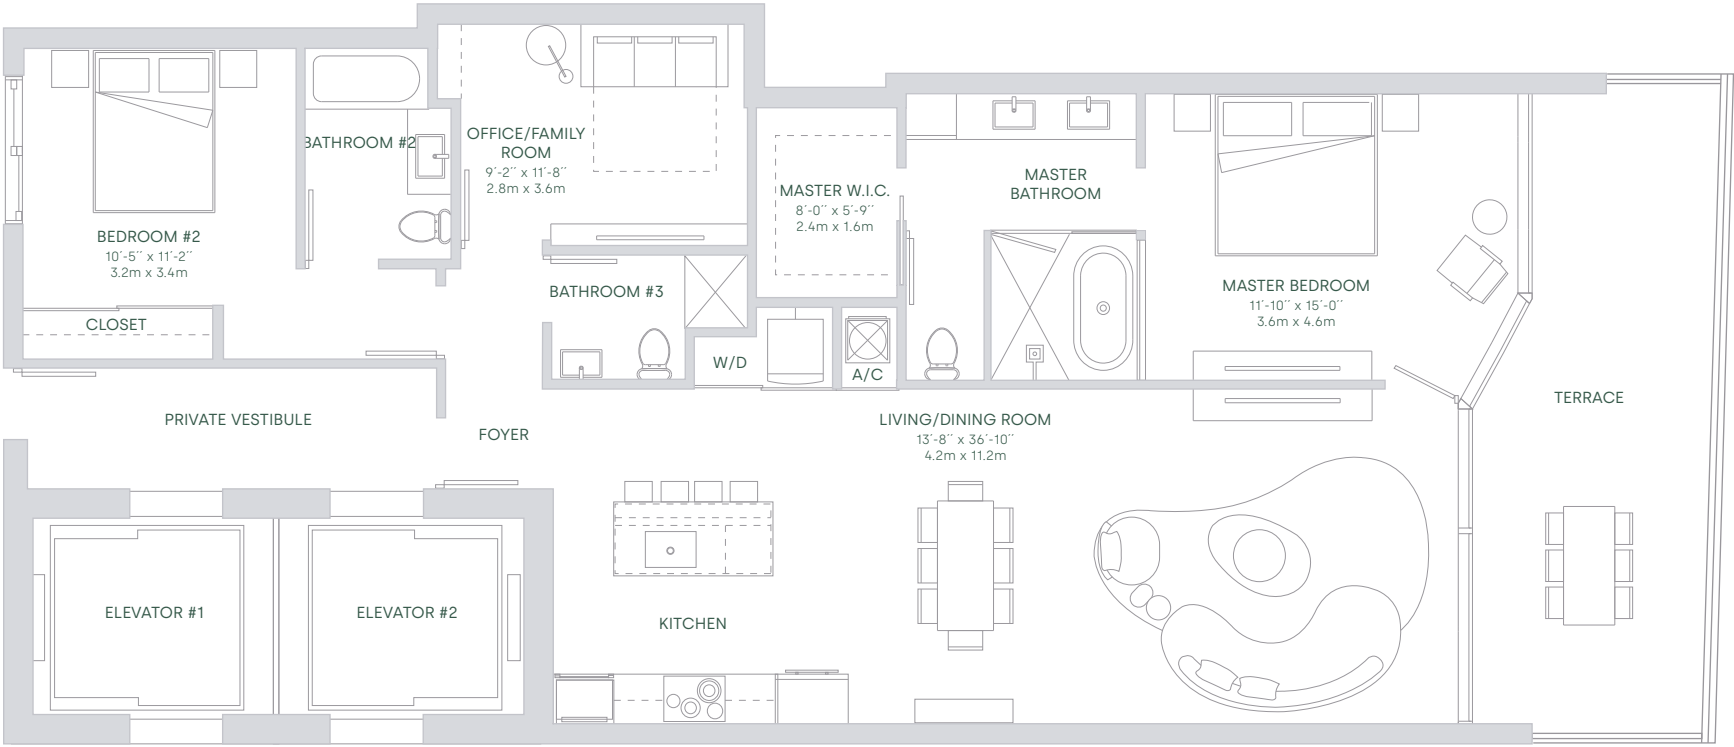 BEDROOM #2
10´-5´´ x 11´-2´´
3.2m x 3.4m
CLOSET
BATHROOM #2
OFFICE/FAMILY
ROOM
9´-2´´ x 11´-8´´
2.8m x 3.6m
BATHROOM #3
W/D
A/C
MASTER W.I.C.
8´-0´´ x 5´-9´´
2.4m x 1.6m
MASTER
BATHROOM
MASTER BEDROOM
11´-10´´ x 15´-0´´
3.6m x 4.6m
TERRACE
PRIVATE VESTIBULE
FOYER
LIVING/DINING ROOM
13´-8´´ x 36´-10´´
4.2m x 11.2m
ELEVATOR #1
ELEVATOR #2
KITCHEN